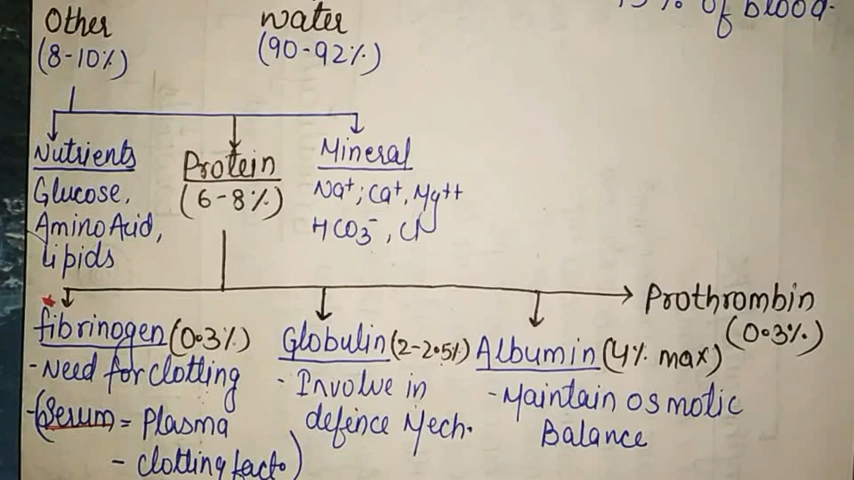 Other
(8-10%)
water
(90-92%)
% of blood.
Nutrients
Glucose,
Amino Acid,
Lipids
Protein
(6-8%)
Mineral
Na+; Ca+, Mg++
HCO3-, Cl
Prothrombin
(0.3%)
* fibrinogen (0.3%)
- Need for clotting
- (Serum = Plasma
- clotting facto)
Globulin (2-2.5%)
- Involve in
defence Mech.
Albumin (4% max)
- Maintain osmotic
Balance